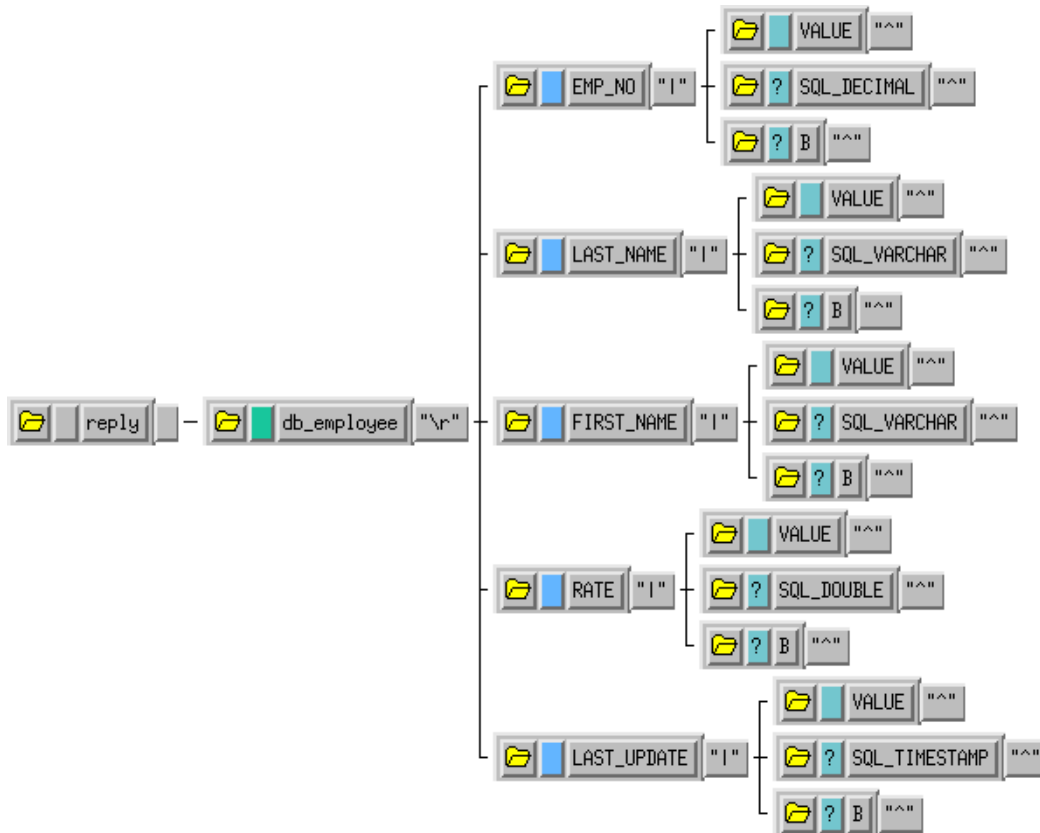 VALUE "^"
EMP_NO "|" ? SQL_DECIMAL "^"
? B "^"
VALUE "^"
LAST_NAME "|" ? SQL_VARCHAR "^"
? B "^"
VALUE "^"
reply db_employee "\r" FIRST_NAME "|" ? SQL_VARCHAR "^"
? B "^"
VALUE "^"
RATE "|" ? SQL_DOUBLE "^"
? B "^"
VALUE "^"
LAST_UPDATE "|" ? SQL_TIMESTAMP "^"
? B "^"